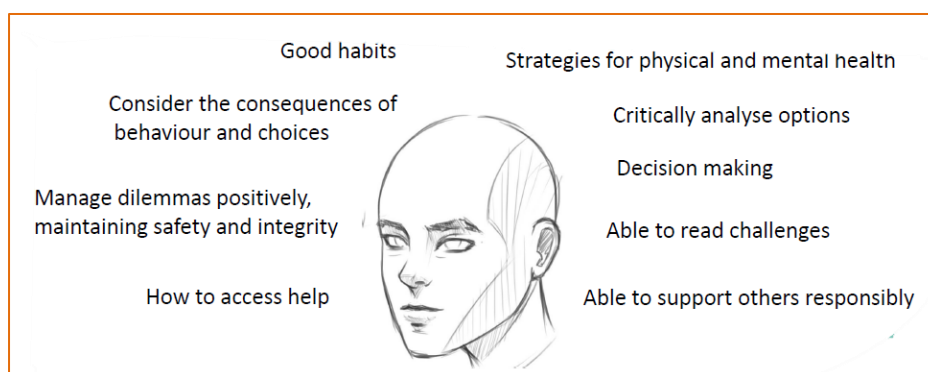 Good habits
Strategies for physical and mental health
Consider the consequences of
behaviour and choices
Critically analyse options
Decision making
Manage dilemmas positively,
maintaining safety and integrity
Able to read challenges
How to access help
Able to support others responsibly